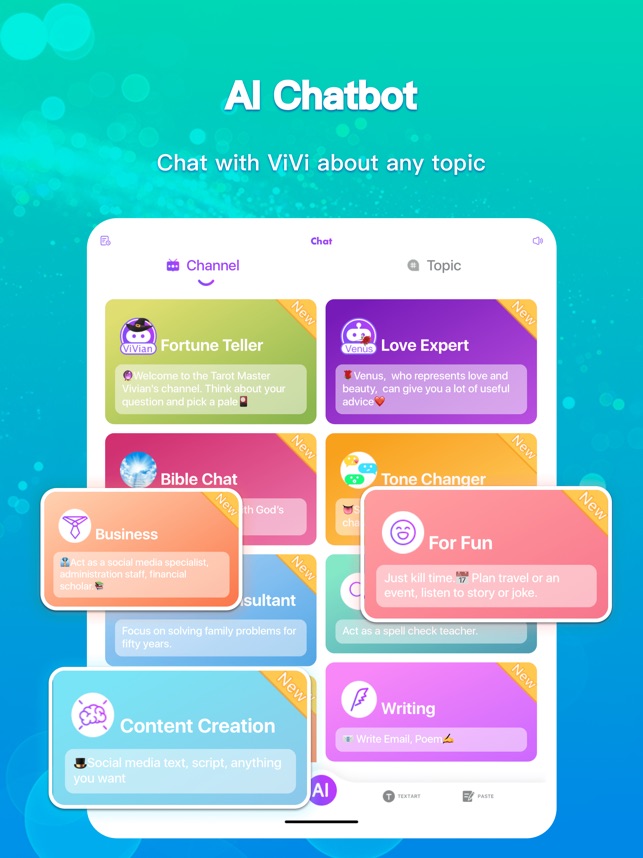 AI Chatbot
Chat with ViVi about any topic
Chat
Channel
Topic
New
ViVian
Fortune Teller
🔮Welcome to the Tarot Master
Vivian's channel. Think about your
question and pick a pale🎴
New
Venus
Love Expert
🌹Venus, who represents love and
beauty, can give you a lot of useful
advice❤️
New
Bible Chat
th God's
New
Tone Changer
New
Business
Act as a social media specialist,
administration staff, financial
scholar📚
New
For Fun
Just kill time.📅 Plan travel or an
event, listen to story or joke.
New
nsultant
Focus on solving family problems for
fifty years.
Act as a spell check teacher.
New
Content Creation
🎩Social media text, script, anything
you want
New
Writing
📨 Write Email, Poem✍️
AI
TEXTART
PASTE